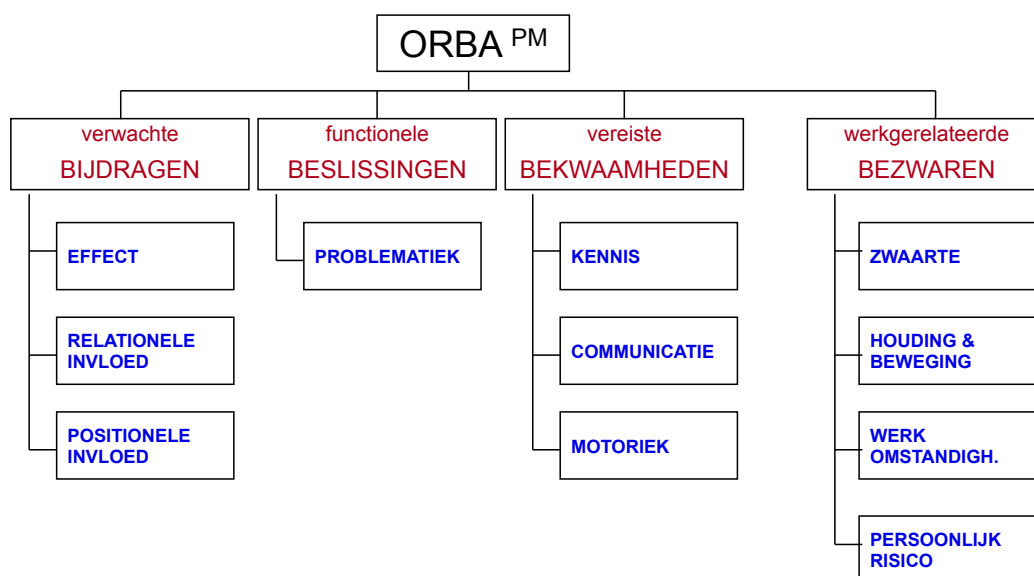 ORBA PM
verwachte
BIJDRAGEN
EFFECT
RELATIONELE
INVLOED
POSITIONELE
INVLOED
functionele
BESLISSINGEN
PROBLEMATIEK
vereiste
BEKWAAMHEDEN
KENNIS
COMMUNICATIE
MOTORIEK
werkgerelateerde
BEZWAREN
ZWAARTE
HOUDING &
BEWEGING
WERK
OMSTANDIGH.
PERSOONLIJK
RISICO